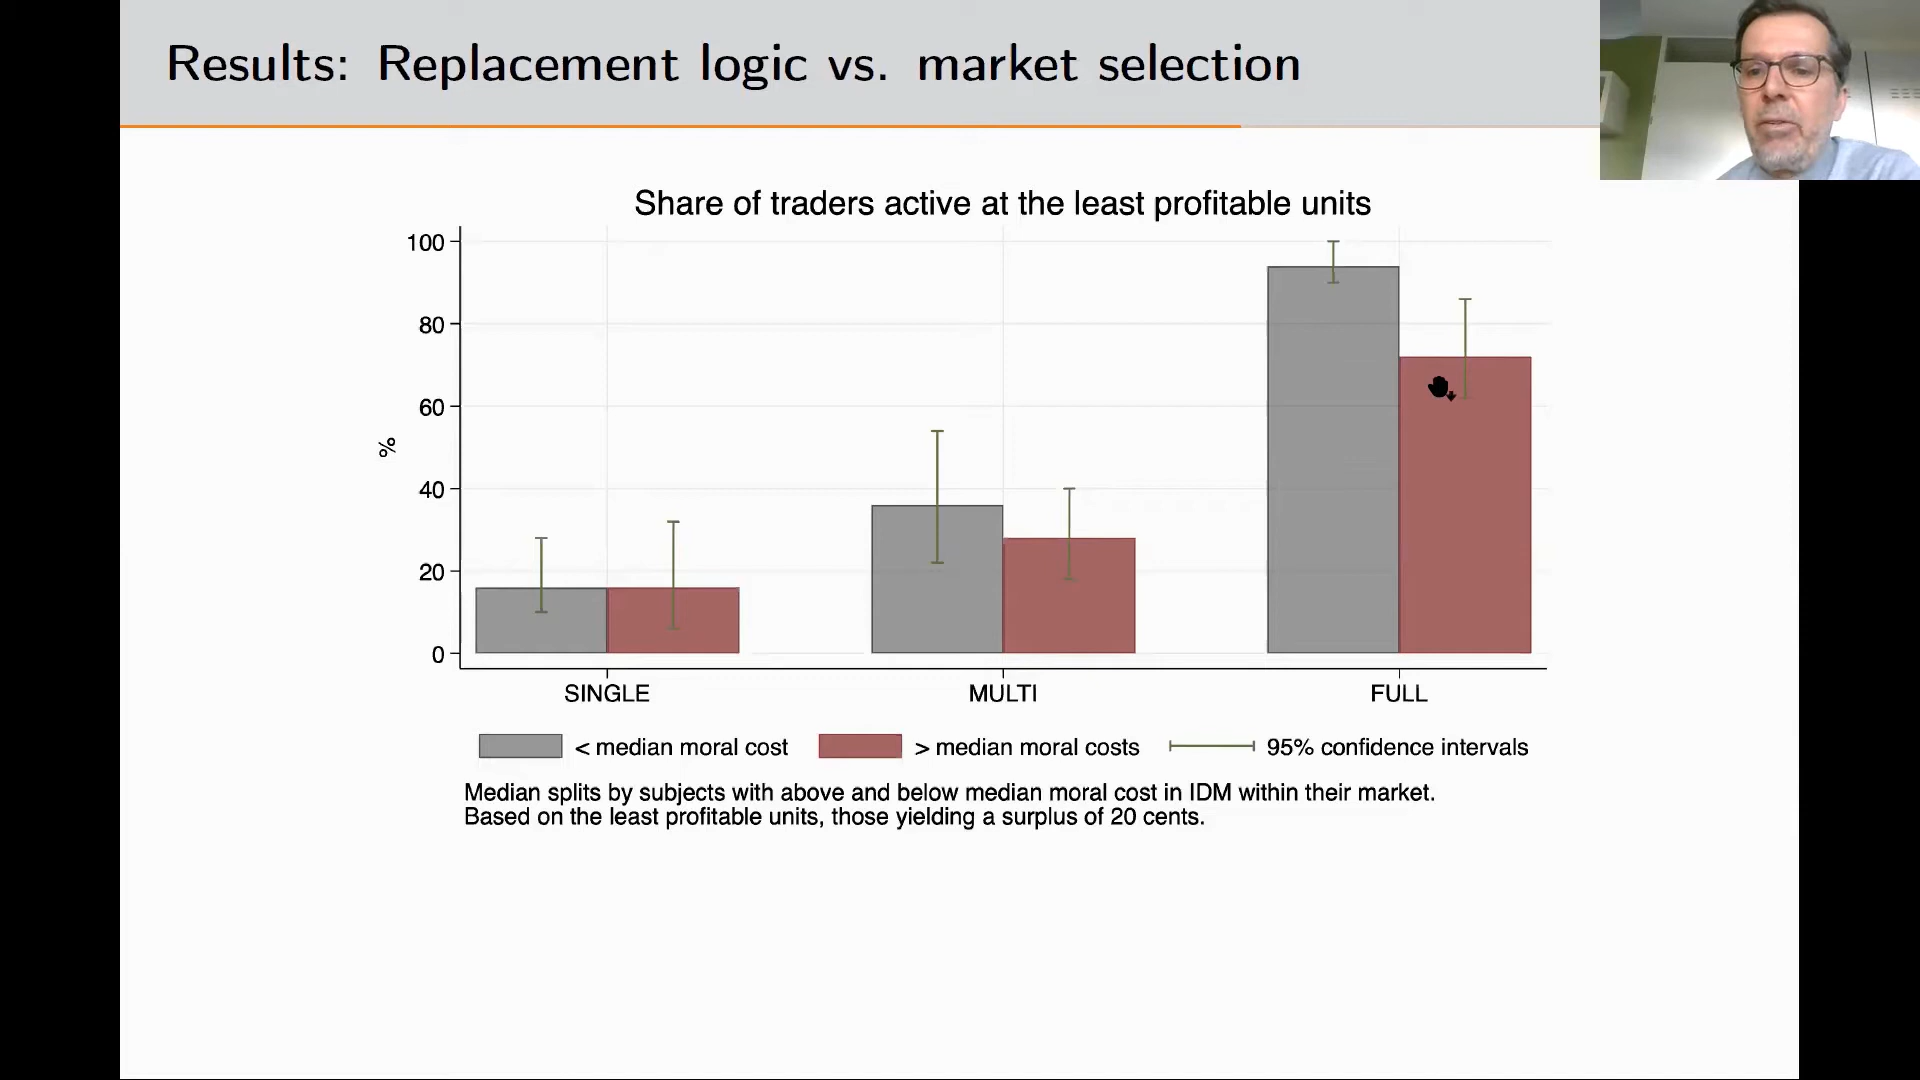 Results: Replacement logic vs. market selection
Share of traders active at the least profitable units
100
80
60
40
20
0
%
SINGLE
MULTI
FULL
< median moral cost
> median moral costs
95% confidence intervals
Median splits by subjects with above and below median moral cost in IDM within their market.
Based on the least profitable units, those yielding a surplus of 20 cents.